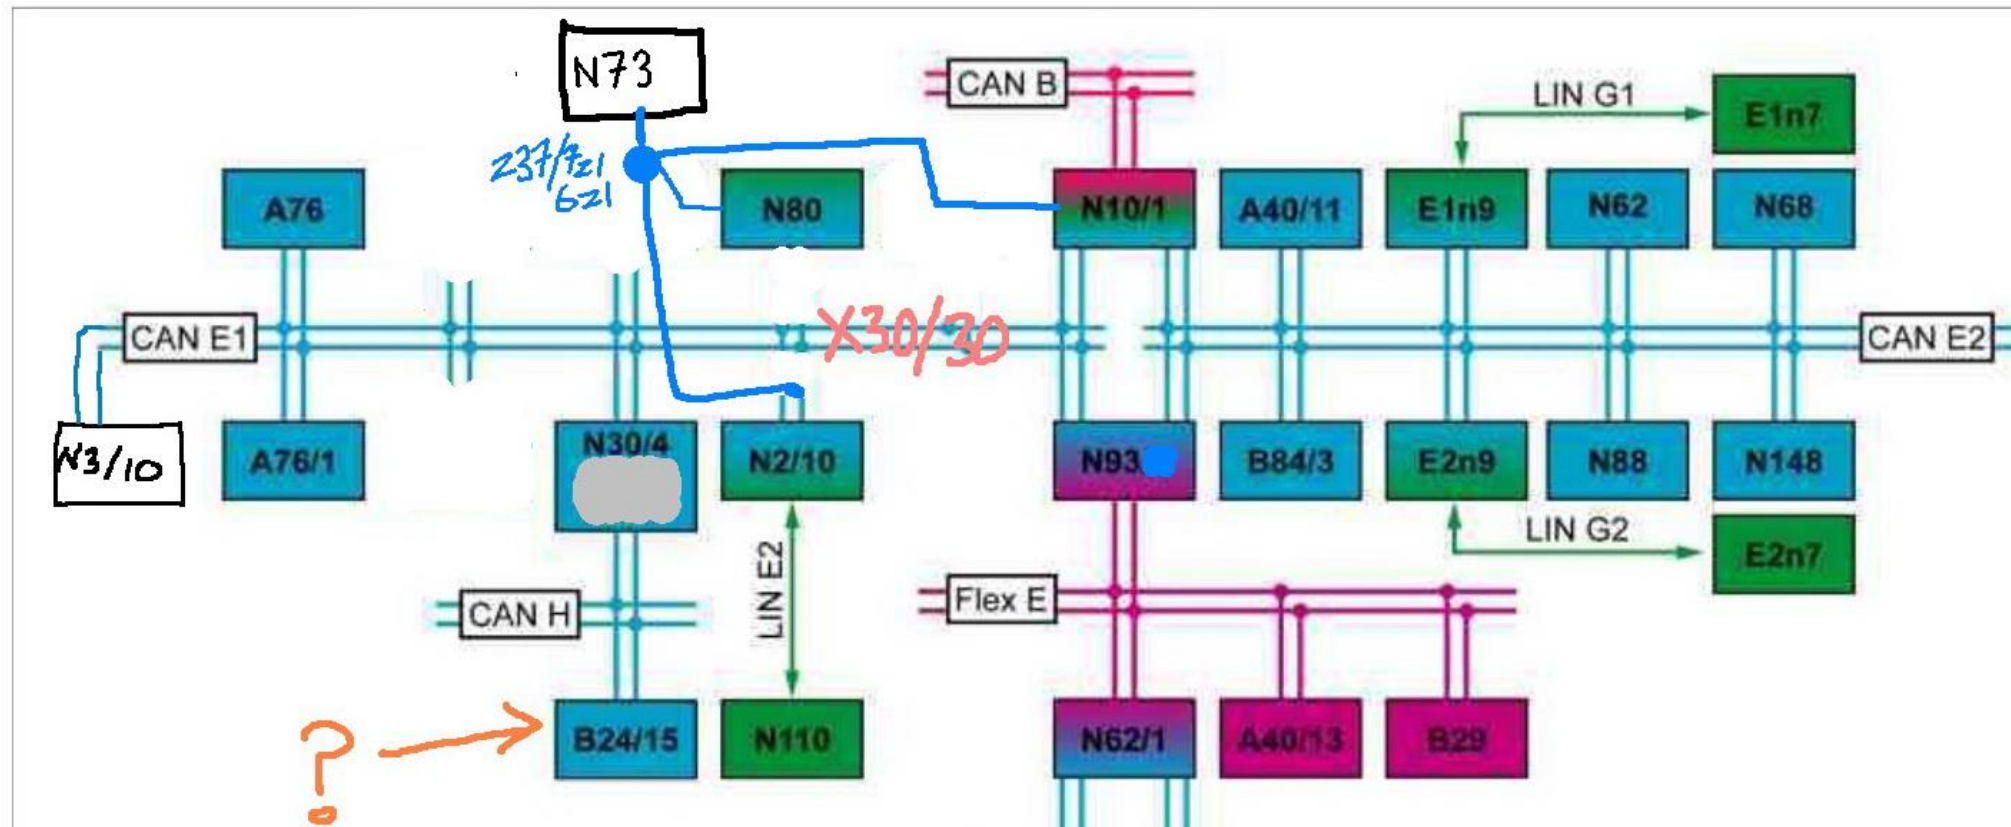 N73
CAN B
LIN G1
E1n7
237/721
621
A76
N80
N10/1
A40/11
E1n9
N62
N68
CAN E1
X30/30
CAN E2
N3/10
A76/1
N30/4
N2/10
N93
B84/3
E2n9
N88
N148
LIN E2
LIN G2
E2n7
CAN H
Flex E
?
B24/15
N110
N62/1
A40/13
B29